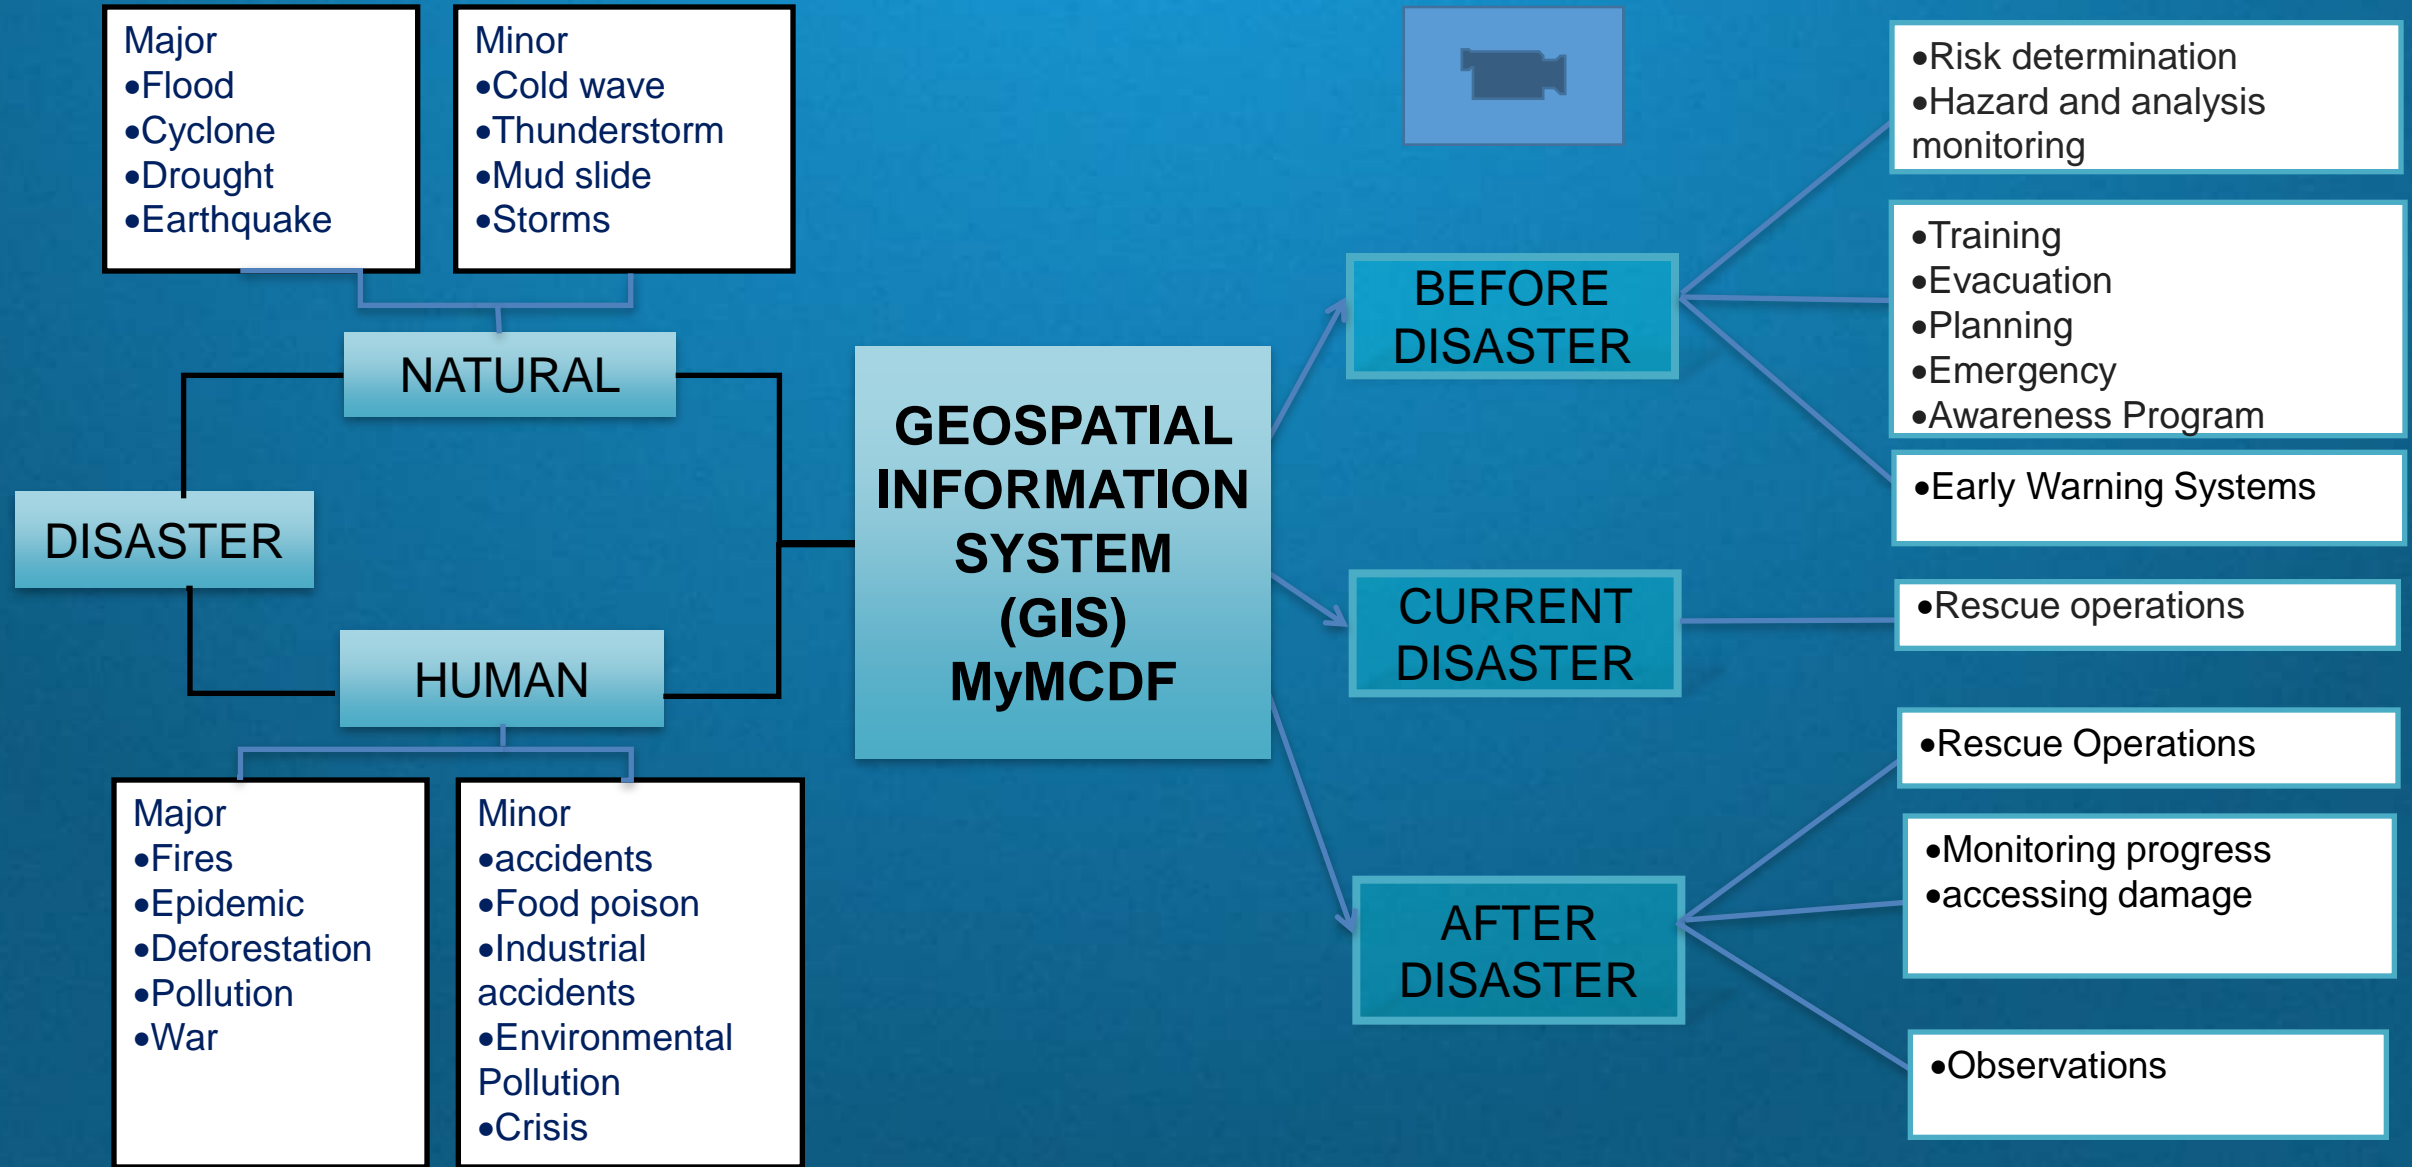 Major
•Flood
•Cyclone
•Drought
•Earthquake
Minor
•Cold wave
•Thunderstorm
•Mud slide
•Storms
NATURAL
DISASTER
HUMAN
Major
•Fires
•Epidemic
•Deforestation
•Pollution
•War
Minor
•accidents
•Food poison
•Industrial
accidents
•Environmental
Pollution
•Crisis
GEOSPATIAL
INFORMATION
SYSTEM
(GIS)
MyMCDF
BEFORE
DISASTER
•Risk determination
•Hazard and analysis
monitoring
•Training
•Evacuation
•Planning
•Emergency
•Awareness Program
•Early Warning Systems
CURRENT
DISASTER
•Rescue operations
AFTER
DISASTER
•Rescue Operations
•Monitoring progress
•accessing damage
•Observations